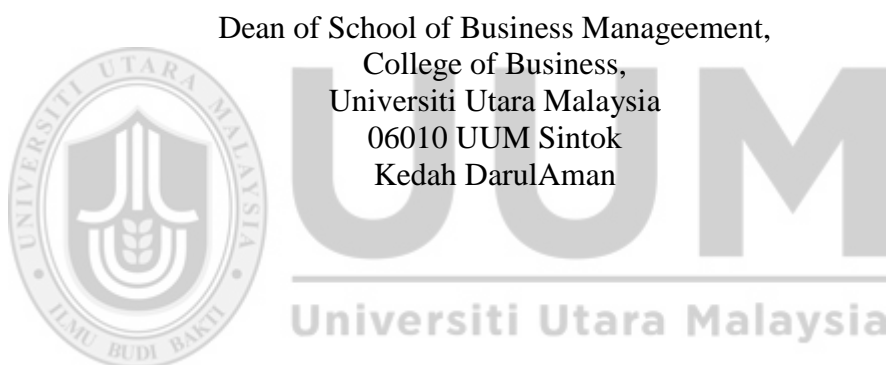 Dean of School of Business Manageement,
College of Business,
Universiti Utara Malaysia
06010 UUM Sintok
Kedah DarulAman
UUM
Universiti Utara Malaysia
UNIVERSITI UTARA MALAYSIA
ILMU BUDI BAKTI